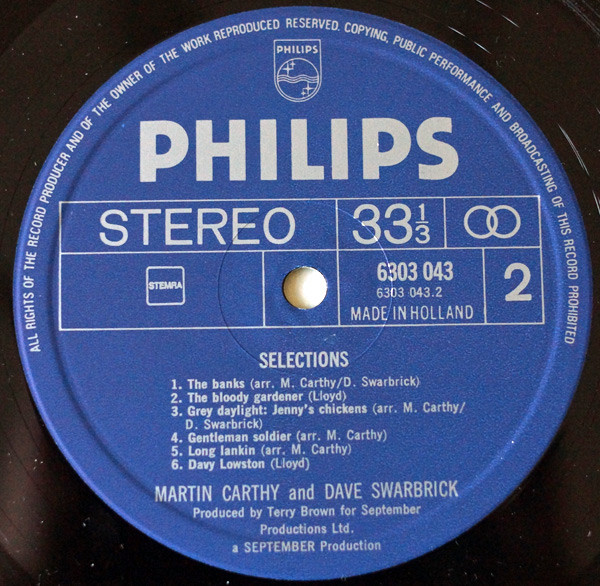 ALL RIGHTS OF THE RECORD PRODUCER AND OF THE OWNER OF THE WORK REPRODUCED RESERVED. COPYING, PUBLIC PERFORMANCE AND BROADCASTING OF THIS RECORD PROHIBITED
PHILIPS
PHILIPS
STEREO 33 1/3
STEMRA 6303 043 2
6303 043.2
MADE IN HOLLAND
SELECTIONS
1. The banks (arr. M. Carthy/D. Swarbrick)
2. The bloody gardener (Lloyd)
3. Grey daylight: Jenny's chickens (arr. M. Carthy/
D. Swarbrick)
4. Gentleman soldier (arr. M. Carthy)
5. Long lankin (arr. M. Carthy)
6. Davy Lowston (Lloyd)
MARTIN CARTHY and DAVE SWARBRICK
Produced by Terry Brown for September
Productions Ltd.
a SEPTEMBER Production